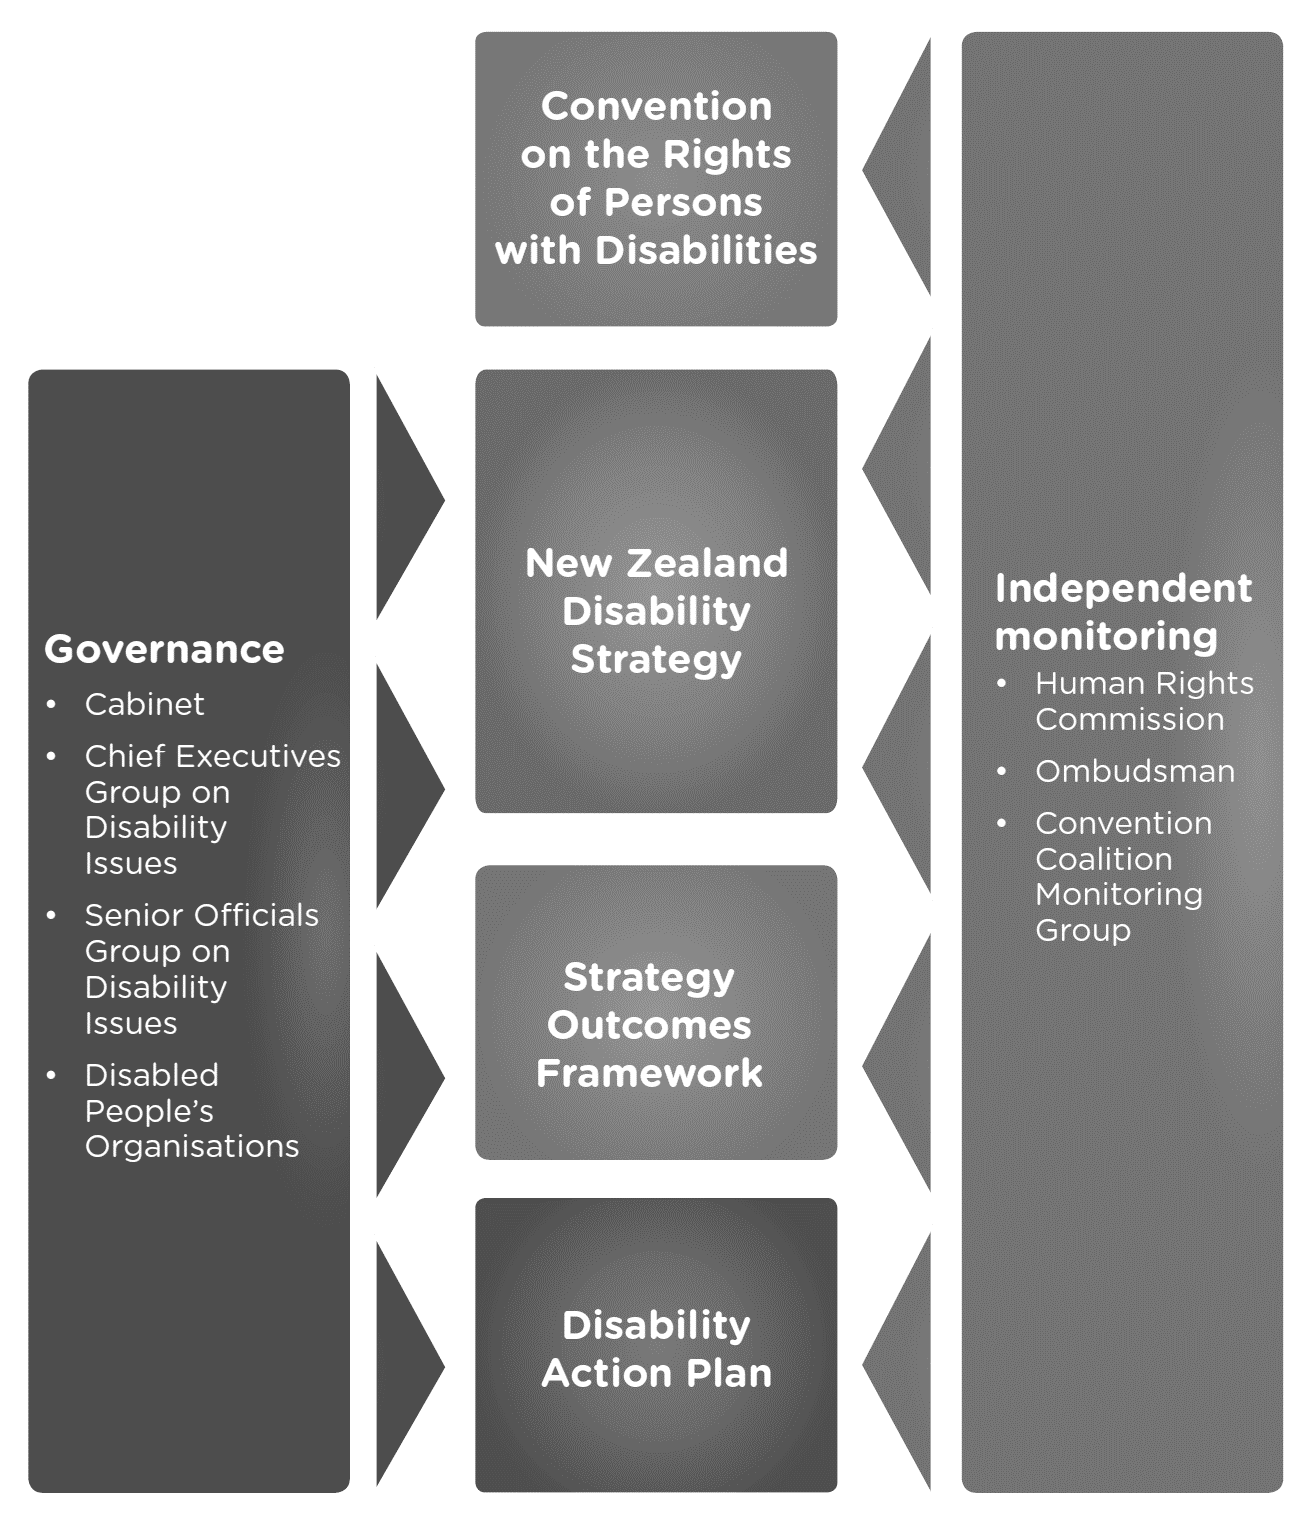 Convention
on the Rights
of Persons
with Disabilities
New Zealand
Disability
Strategy
Strategy
Outcomes
Framework
Disability
Action Plan
Governance
• Cabinet
• Chief Executives
Group on
Disability
Issues
• Senior Officials
Group on
Disability
Issues
• Disabled
People’s
Organisations
Independent
monitoring
• Human Rights
Commission
• Ombudsman
• Convention
Coalition
Monitoring
Group